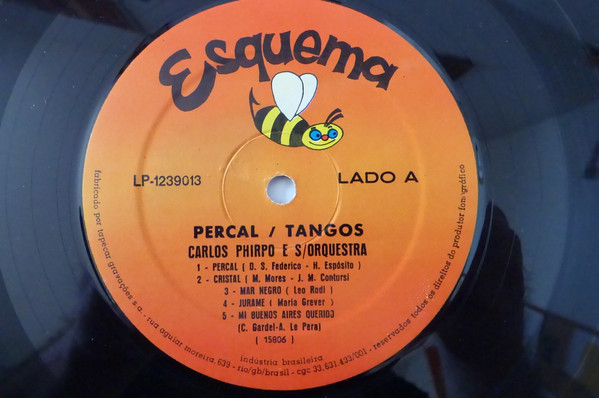 Esquema
LP-1239013
LADO A
PERCAL / TANGOS
CARLOS PHIRPO E S/ORQUESTRA
1 - PERCAL ( D. S. Federico - H. Espósito )
2 - CRISTAL ( M. Mores - J. M. Contursi
3 - MAR NEGRO ( Leo Rodi )
4 - JURAME ( Maria Grever )
5 - MI BUENOS AIRES QUERIDO
(C. Gardel-A. Le Pera)
[ 15806 ]
indústria brasileira
fabricado por tapecar gravações s.a. - rua aguiar moreira, 639 - rio/gb/brasil - cgc 33.631.433/001 - reservados todos os direitos do produtor fonográfico